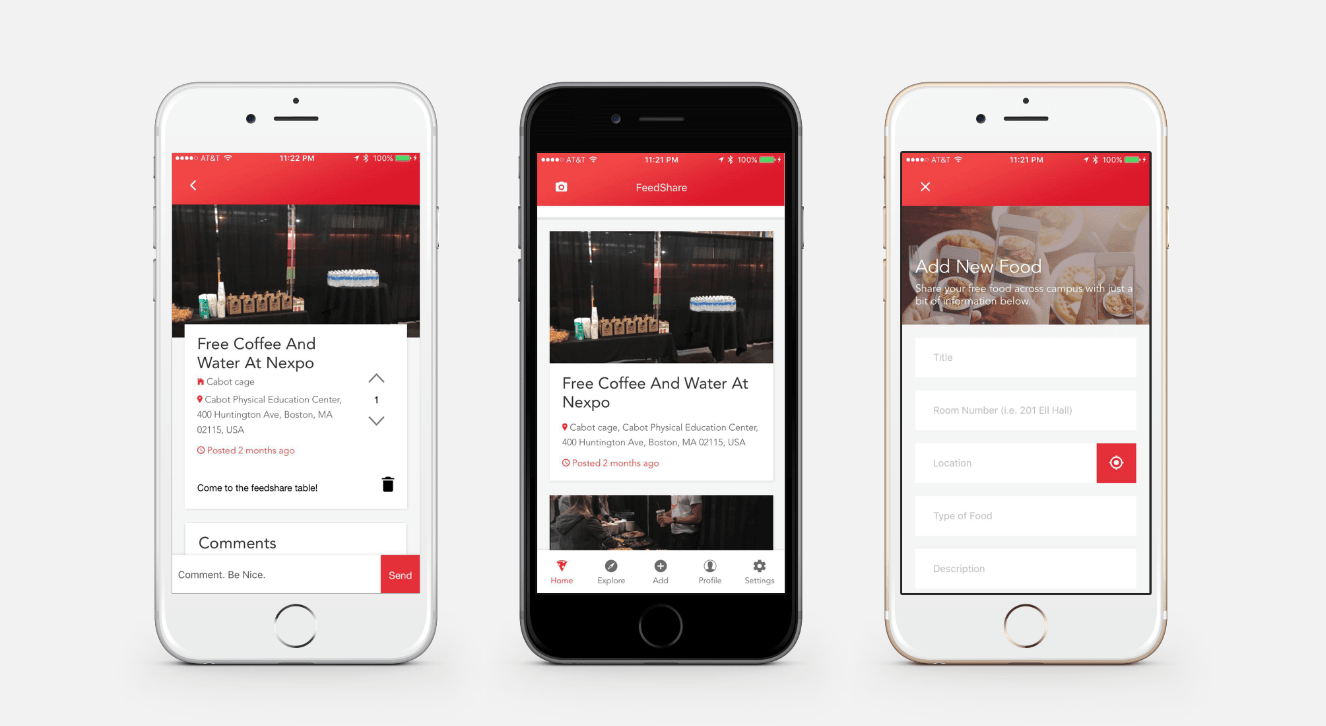 AT&T 11:22 PM 100%
Free Coffee And
Water At Nexpo
Cabot cage
Cabot Physical Education Center,
400 Huntington Ave, Boston, MA
02115, USA
1
Posted 2 months ago
Come to the feedshare table!
Comments
Comment. Be Nice.
Send
AT&T 11:21 PM 100%
FeedShare
Free Coffee And Water At
Nexpo
Cabot cage, Cabot Physical Education Center,
400 Huntington Ave, Boston, MA 02115, USA
Posted 2 months ago
Home Explore Add Profile Settings
AT&T 11:21 PM 100%
Add New Food
Share your free food across campus with just a
bit of information below.
Title
Room Number (i.e. 201 Ell Hall)
Location
Type of Food
Description